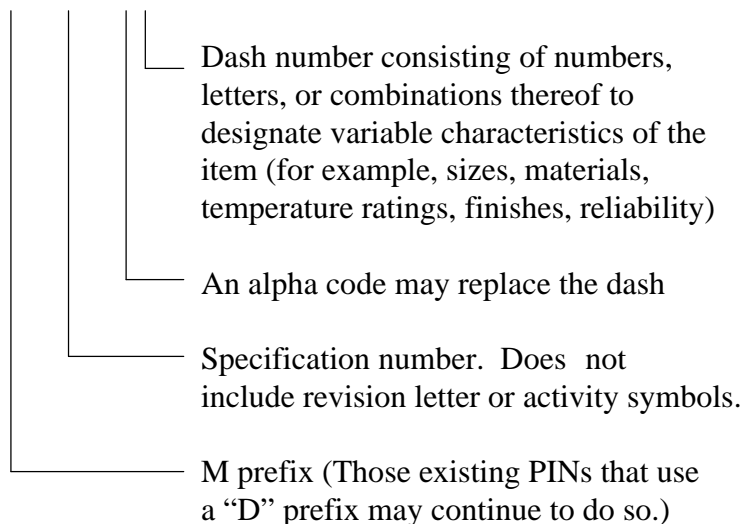 Dash number consisting of numbers,
letters, or combinations thereof to
designate variable characteristics of the
item (for example, sizes, materials,
temperature ratings, finishes, reliability)
An alpha code may replace the dash
Specification number. Does not
include revision letter or activity symbols.
M prefix (Those existing PINs that use
a “D” prefix may continue to do so.)